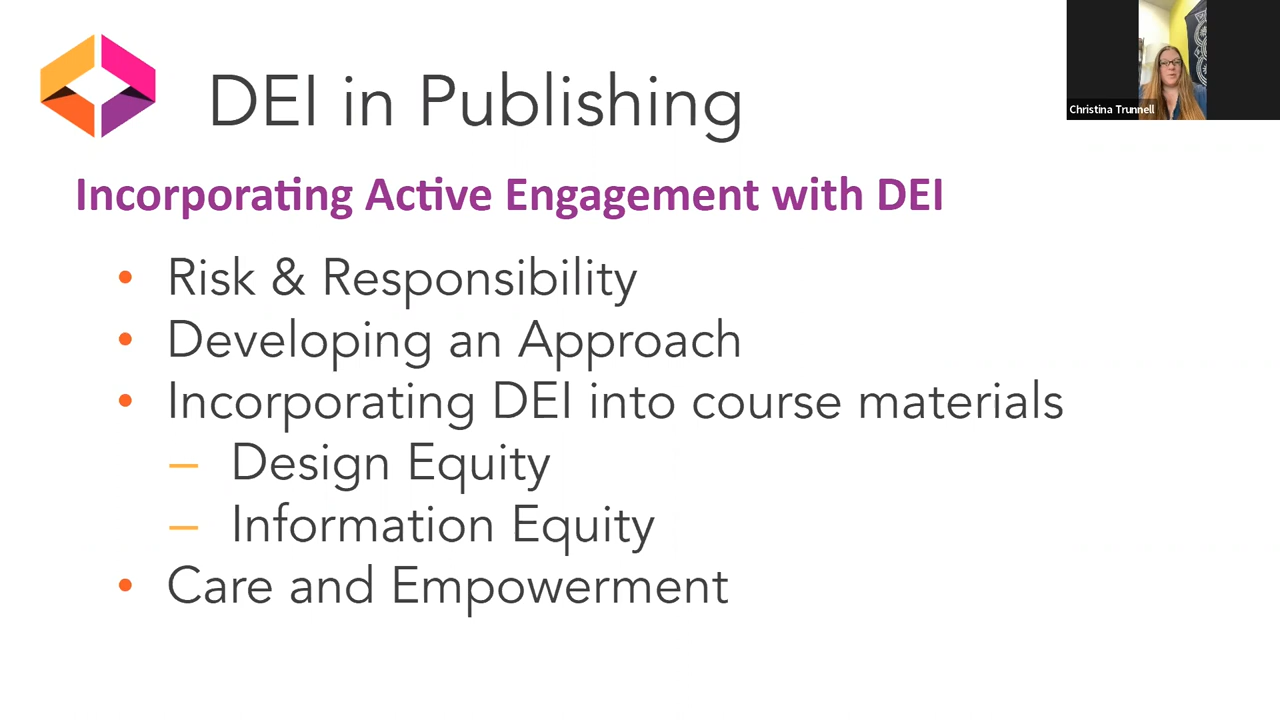 DEI in Publishing
Christina Trunnell
Incorporating Active Engagement with DEI
• Risk & Responsibility
• Developing an Approach
• Incorporating DEI into course materials
– Design Equity
– Information Equity
• Care and Empowerment